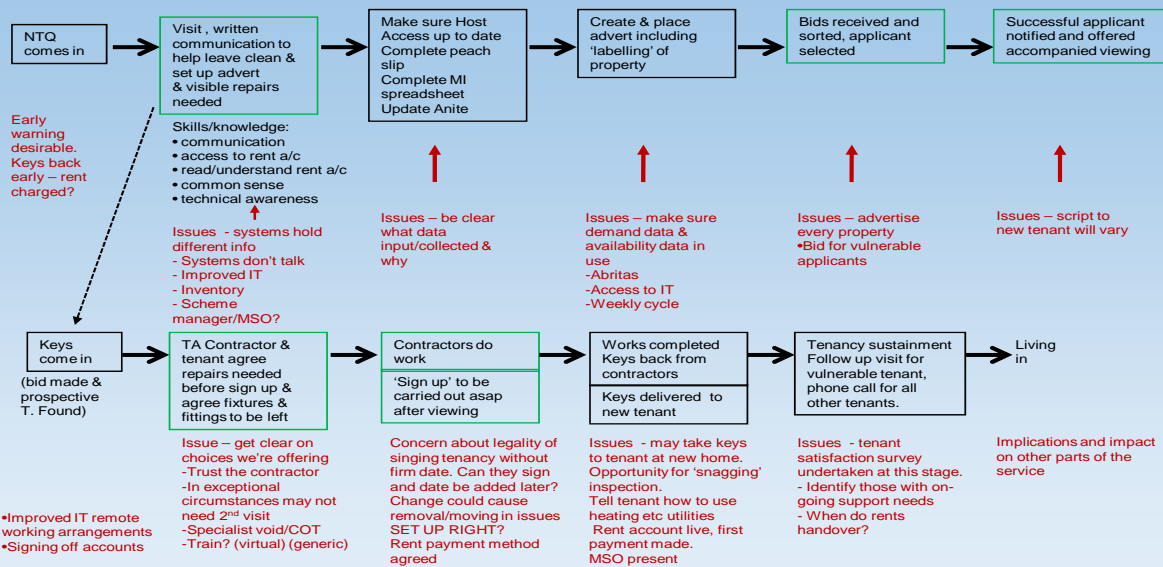 NTQ
comes in
Visit , written
communication to
help leave clean &
set up advert
& visible repairs
needed
Make sure Host
Access up to date
Complete peach
slip
Complete MI
spreadsheet
Update Anite
Create & place
advert including
‘labelling’ of
property
Bids received and
sorted, applicant
selected
Successful applicant
notified and offered
accompanied viewing
Early
warning
desirable.
Keys back
early – rent
charged?
Skills/knowledge:
• communication
• access to rent a/c
• read/understand rent a/c
• common sense
• technical awareness
Issues - systems hold
different info
- Systems don’t talk
- Improved IT
- Inventory
- Scheme
manager/MSO?
Issues – be clear
what data
input/collected &
why
Issues – make sure
demand data &
availability data in
use
-Abritas
-Access to IT
-Weekly cycle
Issues – advertise
every property
•Bid for vulnerable
applicants
Issues – script to
new tenant will vary
Keys
come in
(bid made &
prospective
T. Found)
TA Contractor &
tenant agree
repairs needed
before sign up &
agree fixtures &
fittings to be left
Contractors do
work
‘Sign up’ to be
carried out asap
after viewing
Works completed
Keys back from
contractors
Keys delivered to
new tenant
Tenancy sustainment
Follow up visit for
vulnerable tenant,
phone call for all
other tenants.
Living
in
•Improved IT remote
working arrangements
•Signing off accounts
Issue – get clear on
choices we’re offering
-Trust the contractor
-In exceptional
circumstances may not
need 2nd visit
-Specialist void/COT
-Train? (virtual) (generic)
Concern about legality of
singing tenancy without
firm date. Can they sign
and date be added later?
Change could cause
removal/moving in issues
SET UP RIGHT?
Rent payment method
agreed
Issues - may take keys
to tenant at new home.
Opportunity for ‘snagging’
inspection.
Tell tenant how to use
heating etc utilities
Rent account live, first
payment made.
MSO present
Issues - tenant
satisfaction survey
undertaken at this stage.
- Identify those with on-
going support needs
- When do rents
handover?
Implications and impact
on other parts of the
service